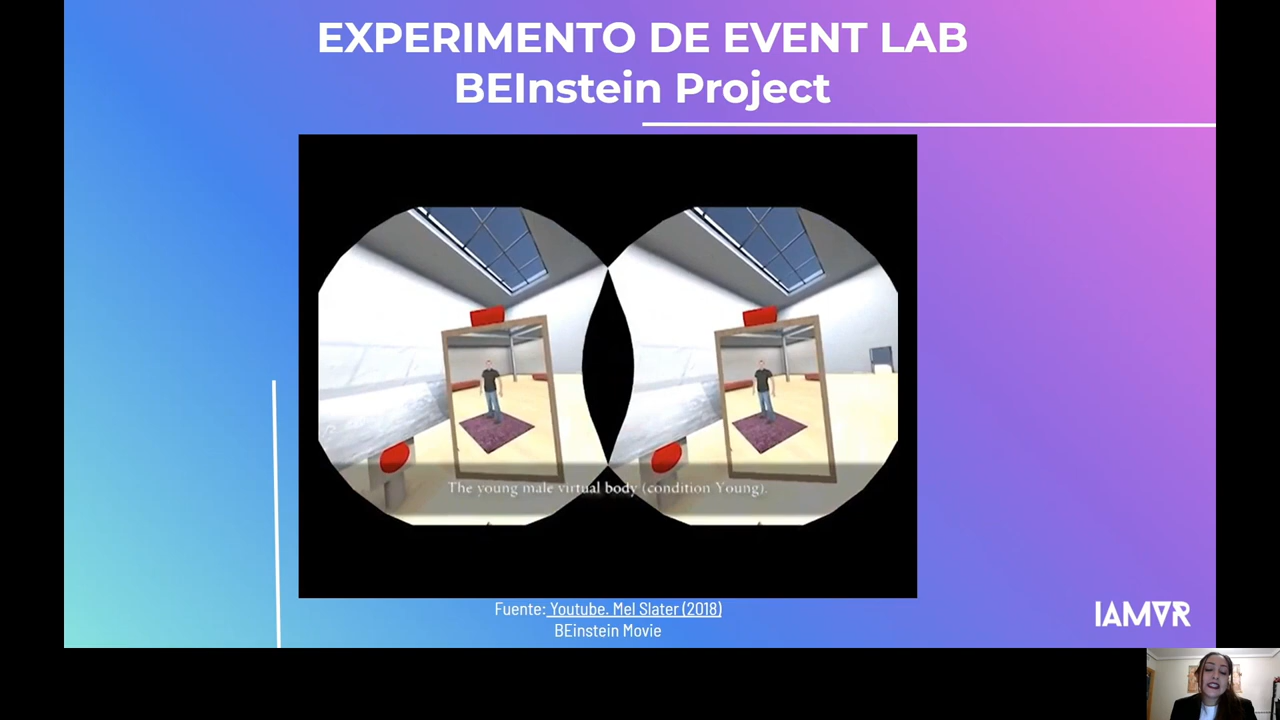 EXPERIMENTO DE EVENT LAB
BEInstein Project
The young male virtual body (condition Young).
Fuente: Youtube. Mel Slater (2018)
BEinstein Movie
IAMVR